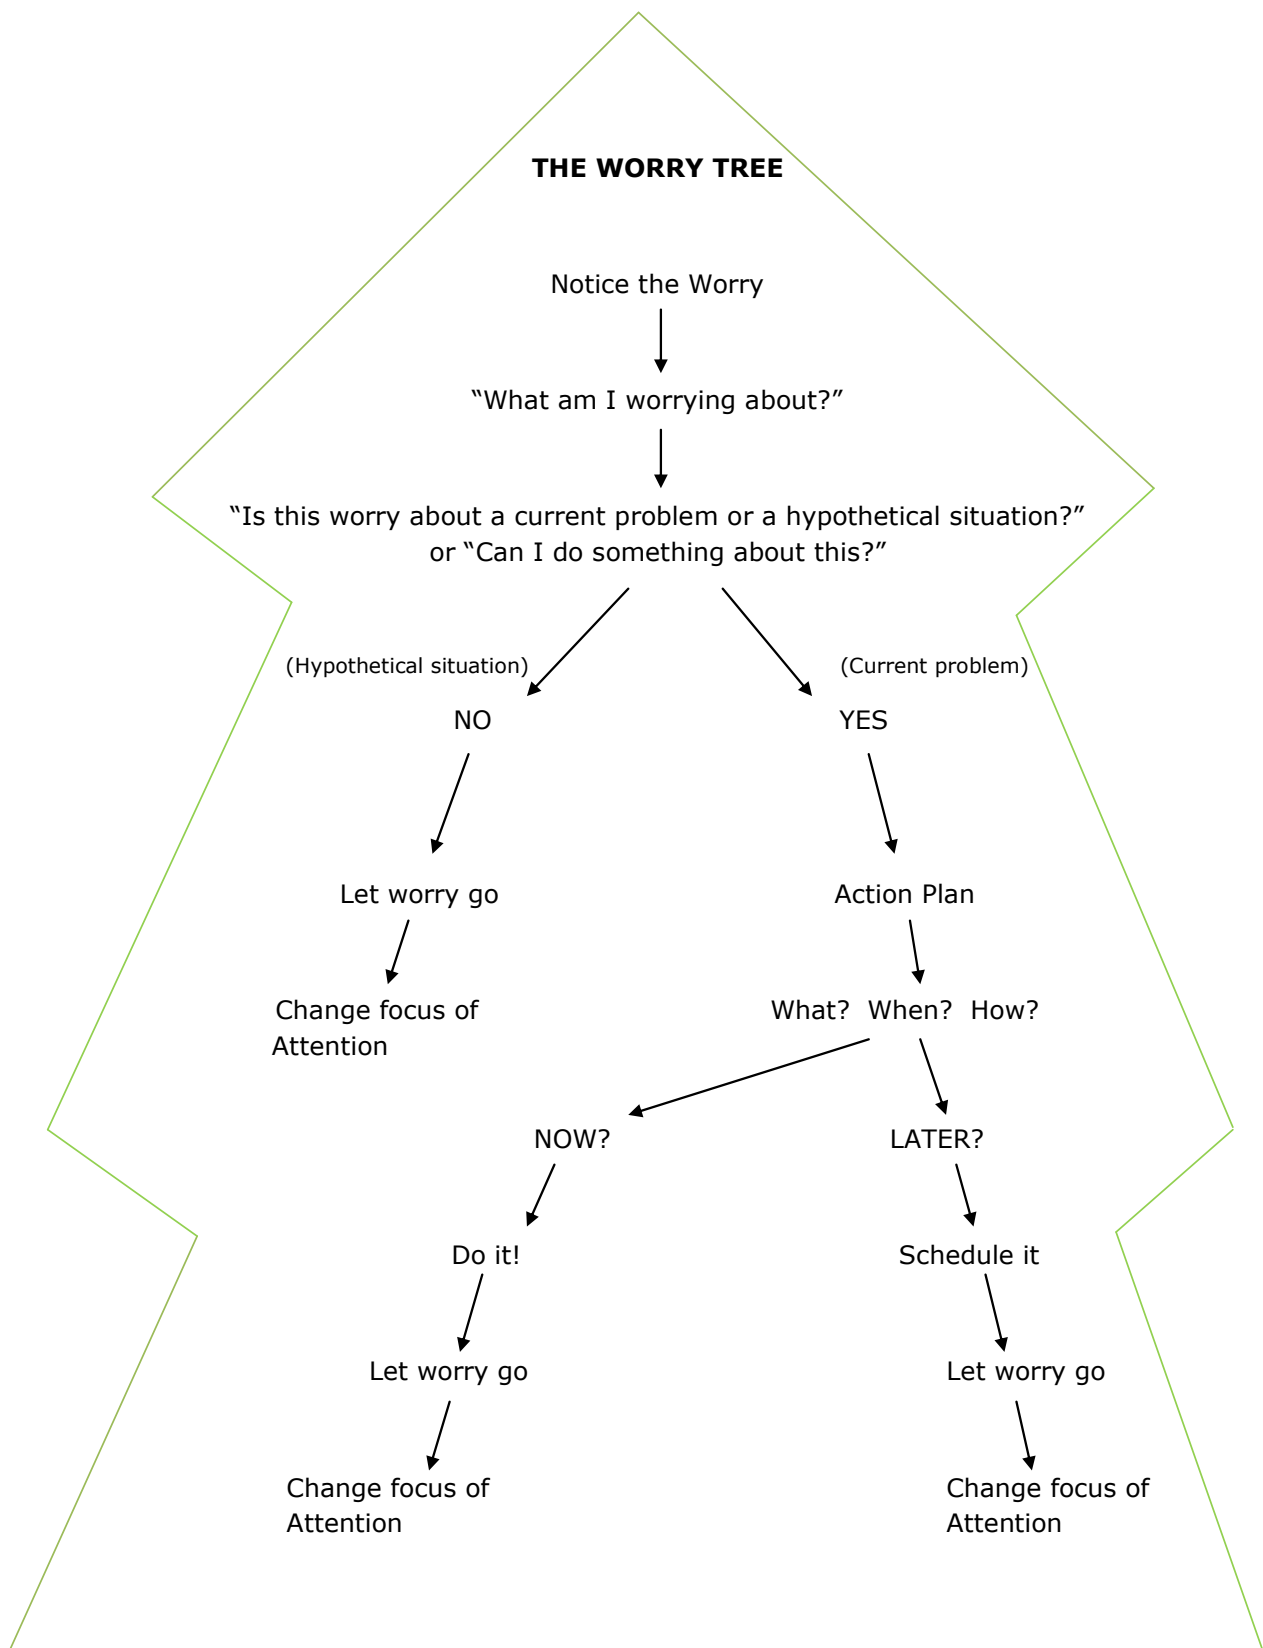 THE WORRY TREE
Notice the Worry
“What am I worrying about?”
“Is this worry about a current problem or a hypothetical situation?”
or “Can I do something about this?”
(Hypothetical situation)
(Current problem)
NO
YES
Let worry go
Action Plan
Change focus of
Attention
What? When? How?
NOW?
LATER?
Do it!
Schedule it
Let worry go
Let worry go
Change focus of
Attention
Change focus of
Attention